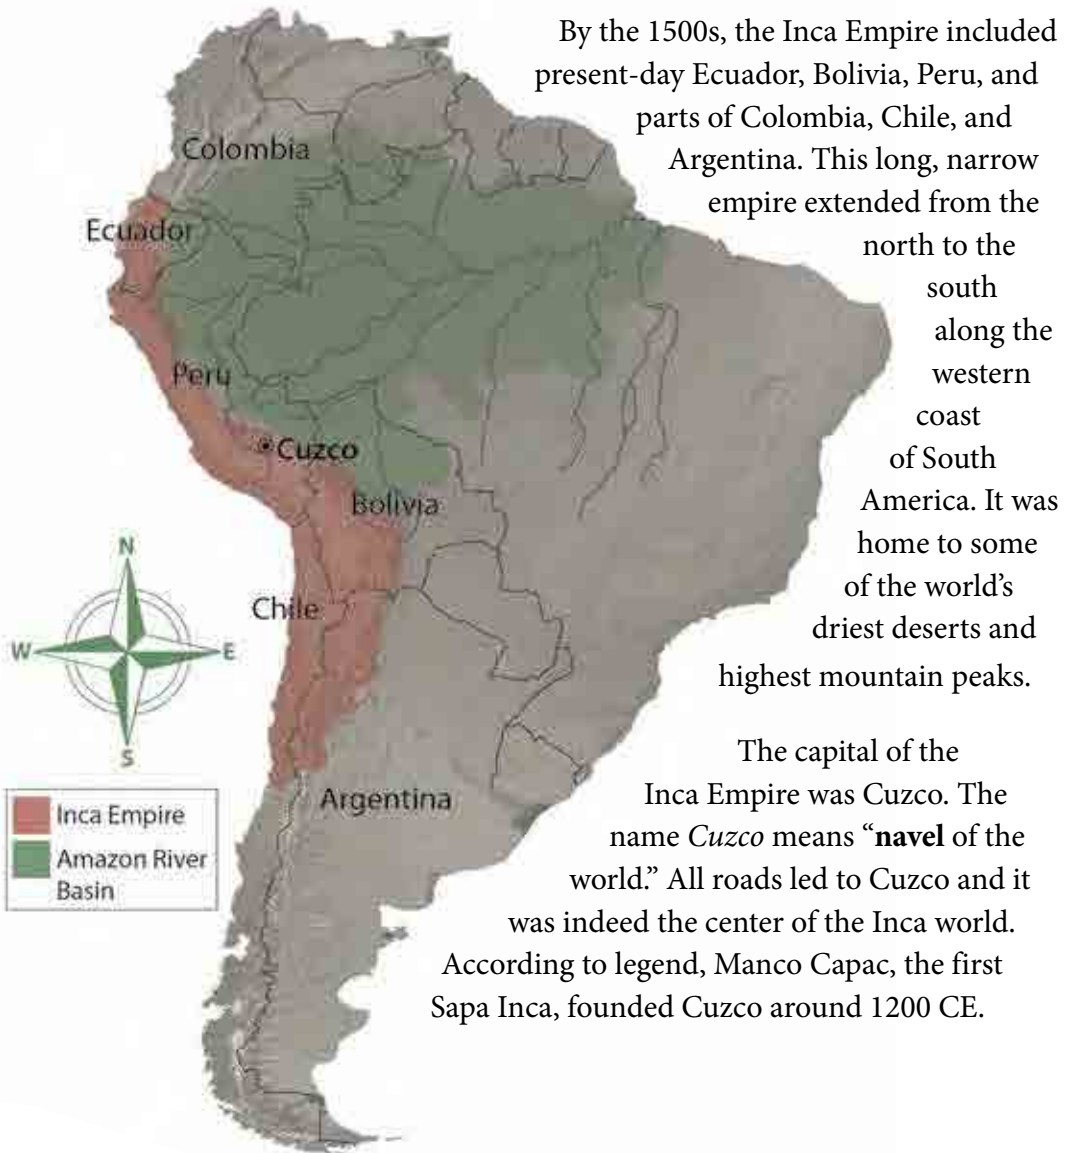 By the 1500s, the Inca Empire included
present-day Ecuador, Bolivia, Peru, and
parts of Colombia, Chile, and
Argentina. This long, narrow
empire extended from the
north to the
south
along the
western
coast
of South
America. It was
home to some
of the world’s
driest deserts and
highest mountain peaks.
The capital of the
Inca Empire was Cuzco. The
name Cuzco means “navel of the
world.” All roads led to Cuzco and it
was indeed the center of the Inca world.
According to legend, Manco Capac, the first
Sapa Inca, founded Cuzco around 1200 CE.
Colombia
Ecuador
Peru
Cuzco
Bolivia
Chile
Argentina
N
W
E
S
Inca Empire
Amazon River
Basin